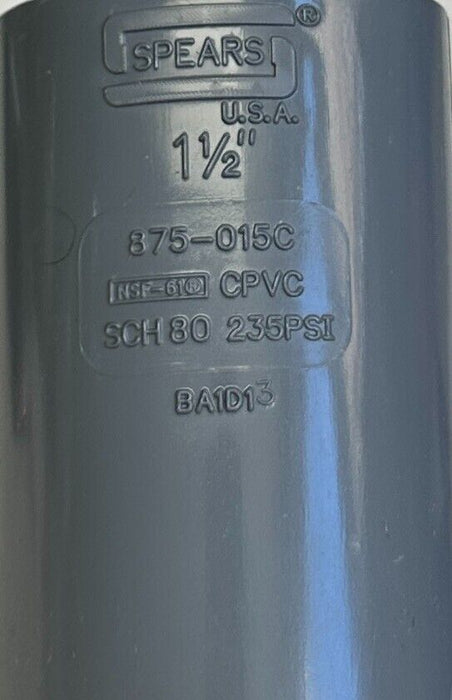 SPEARS®
U.S.A.
1½"
875-015C
NSF-61® CPVC
SCH 80 235PSI
BA1D13